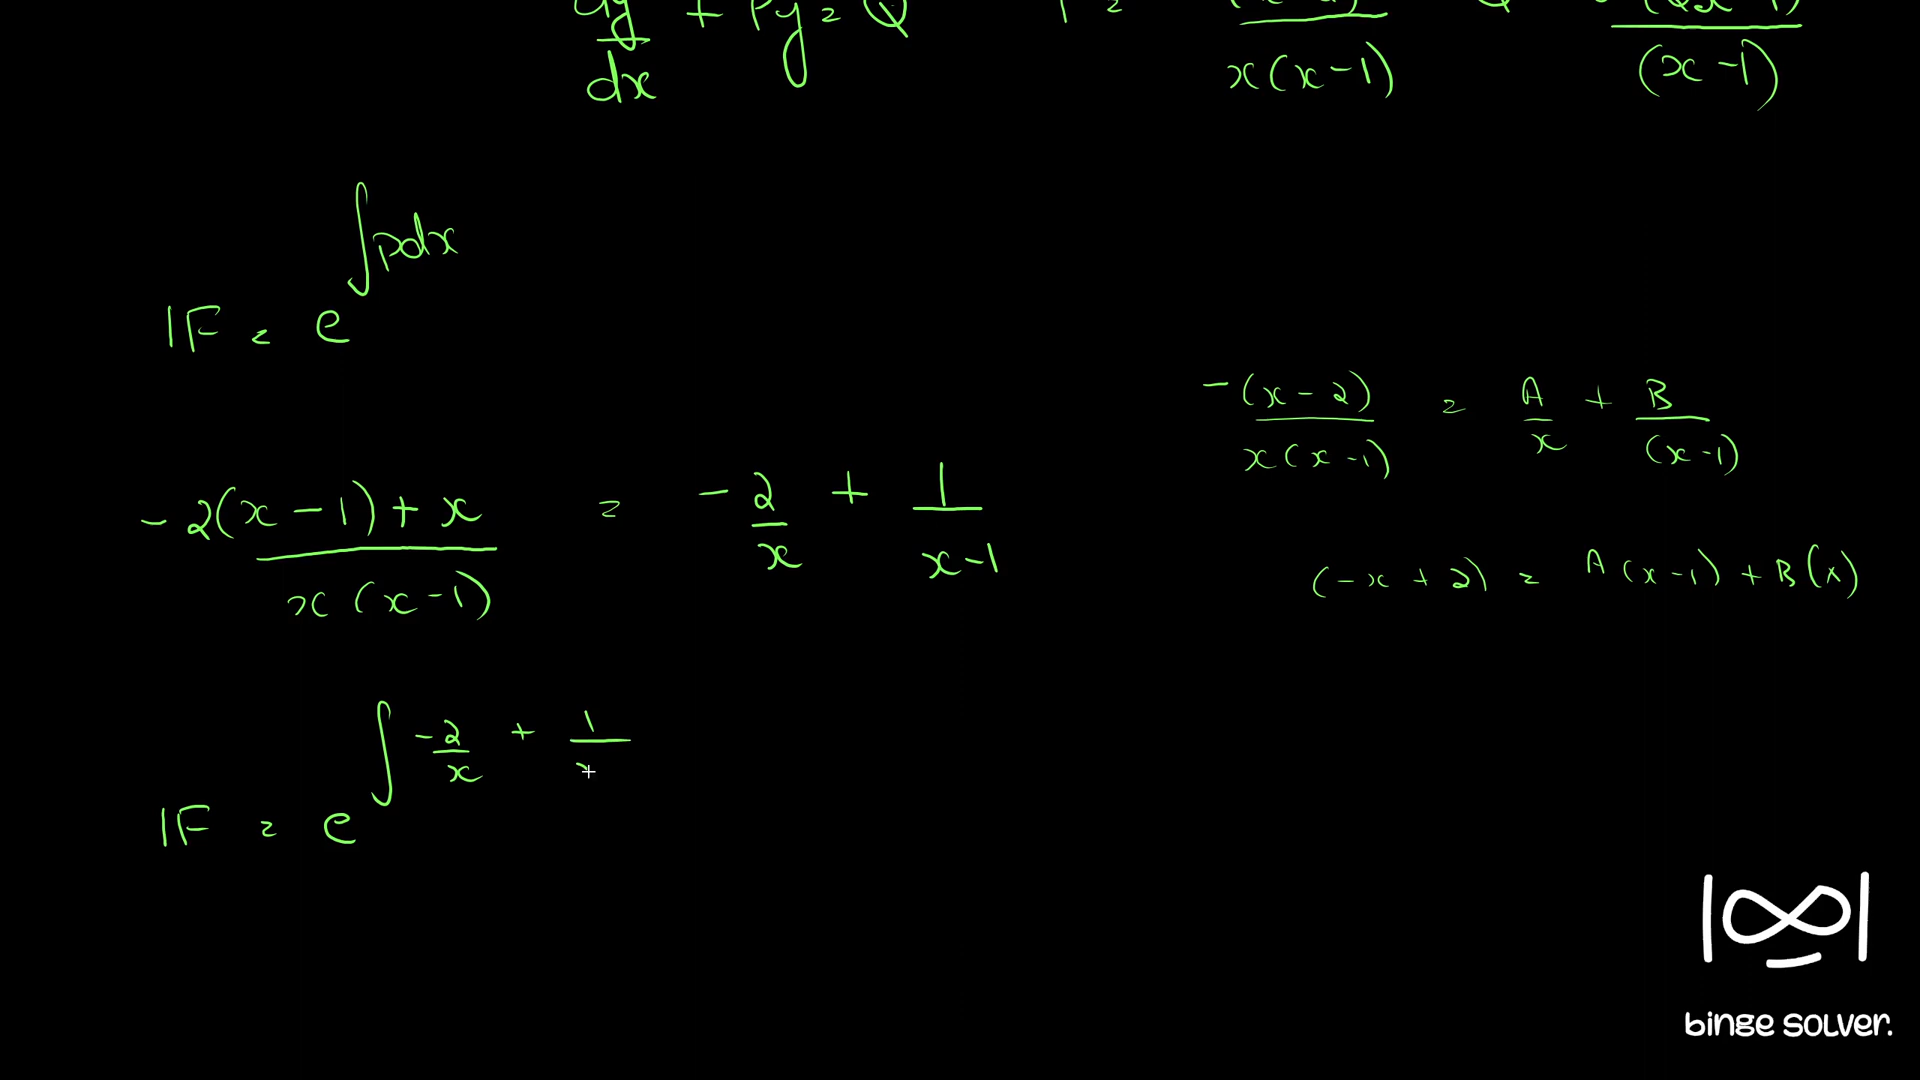 dy/dx + Py = Q
x(x-1)
(x-1)
IF = e^∫pdx
-(x-2)/x(x-1) = A/x + B/(x-1)
-2(x-1)+x / x(x-1) = -2/x + 1/x-1
(-x+2) = A(x-1)+B(x)
IF = e^∫ -2/x + 1/
binge solver.